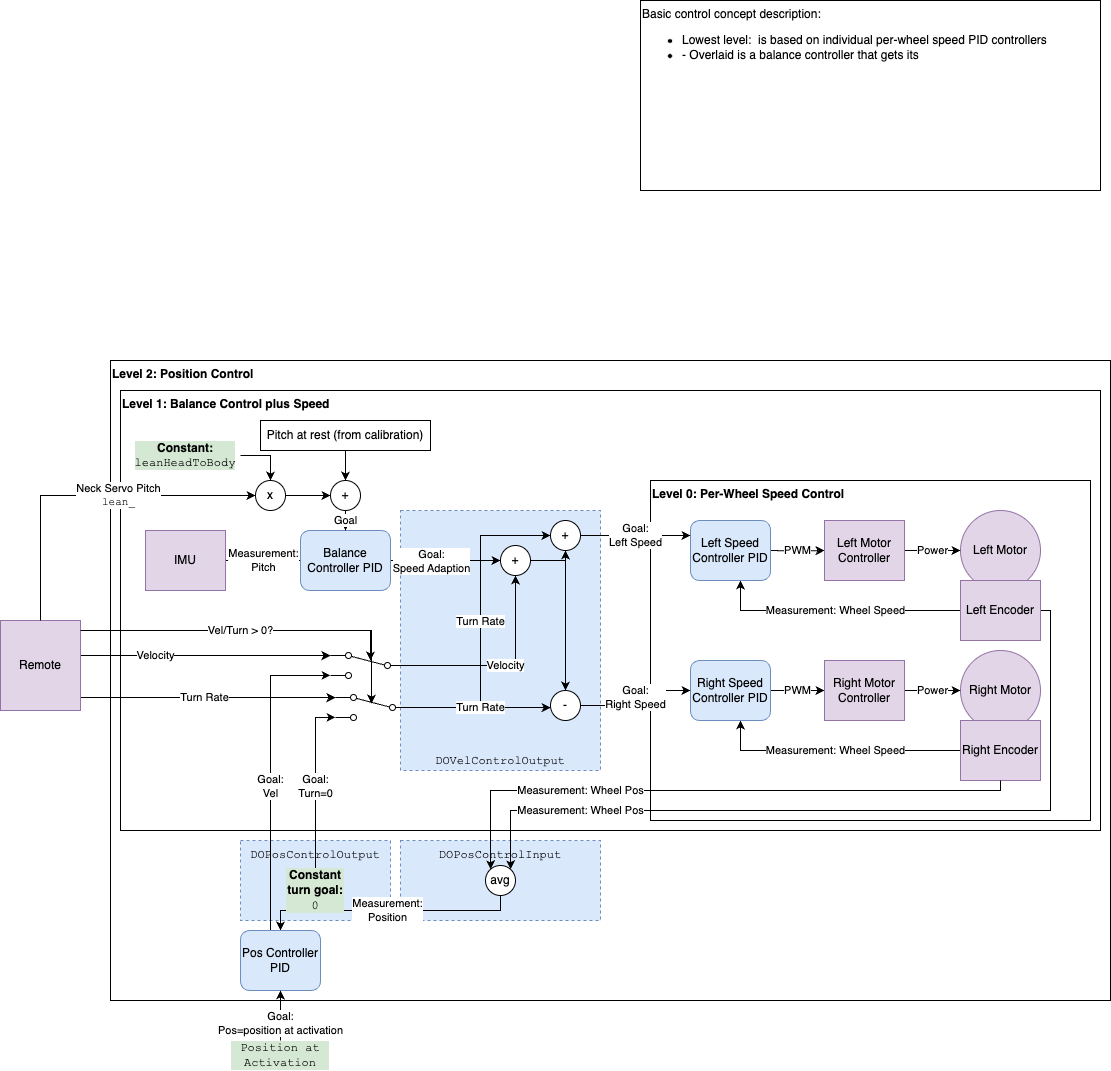 Basic control concept description:
• Lowest level:  is based on individual per-wheel speed PID controllers
• - Overlaid is a balance controller that gets its
Level 2: Position Control
Level 1: Balance Control plus Speed
Pitch at rest (from calibration)
Constant:
leanHeadToBody
Neck Servo Pitch
lean_
x
+
Goal
IMU
Measurement:
Pitch
Balance
Controller PID
Goal:
Speed Adaption
+
+
Turn Rate
Goal:
Left Speed
Level 0: Per-Wheel Speed Control
Left Speed
Controller PID
PWM
Left Motor
Controller
Power
Left Motor
Measurement: Wheel Speed
Left Encoder
Remote
Vel/Turn > 0?
Velocity
Velocity
Turn Rate
Turn Rate
-
Goal:
Right Speed
Right Speed
Controller PID
PWM
Right Motor
Controller
Power
Right Motor
Measurement: Wheel Speed
Right Encoder
DOVelControlOutput
Goal:
Vel
Goal:
Turn=0
Measurement: Wheel Pos
Measurement: Wheel Pos
DOPosControlOutput
DOPosControlInput
Constant
turn goal:
0
avg
Measurement:
Position
Pos Controller
PID
Goal:
Pos=position at activation
Position at
Activation